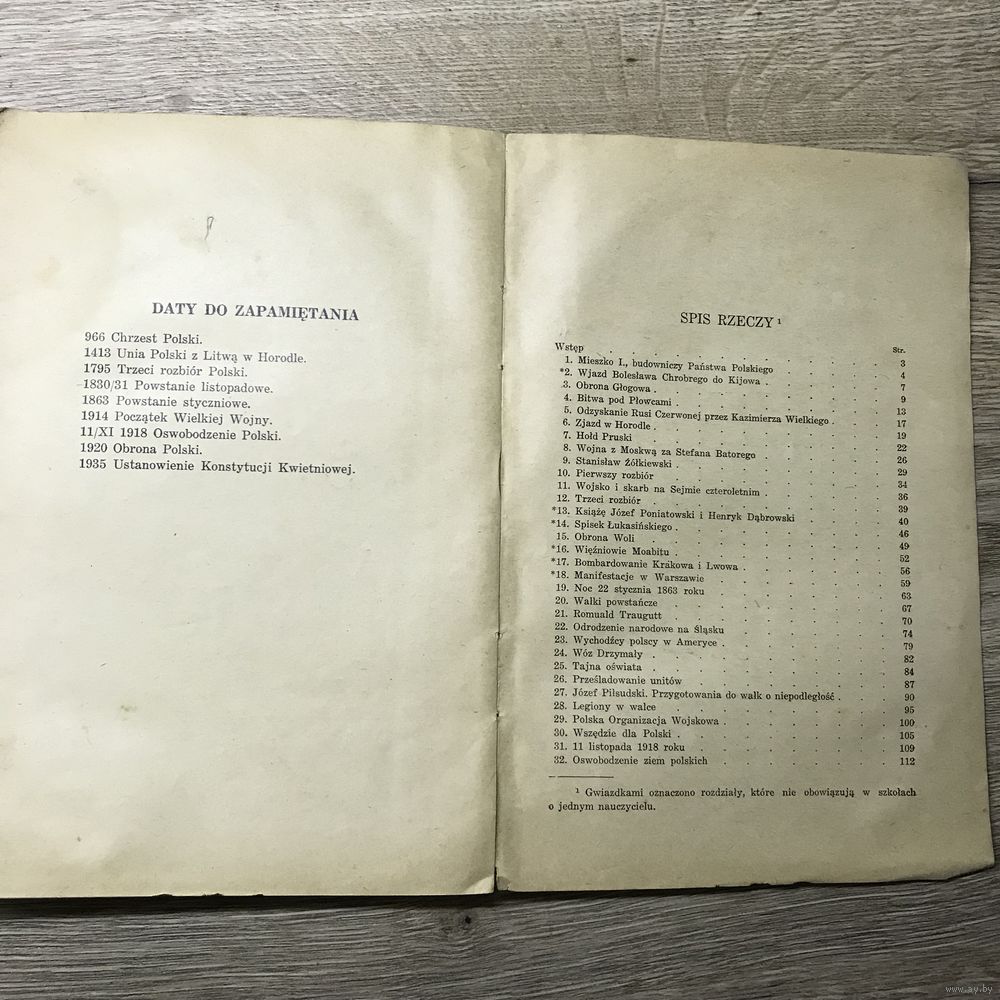 DATY DO ZAPAMIĘTANIA
966 Chrzest Polski.
1413 Unia Polski z Litwą w Horodle.
1795 Trzeci rozbiór Polski.
1830/31 Powstanie listopadowe.
1863 Powstanie styczniowe.
1914 Początek Wielkiej Wojny.
11/XI 1918 Oswobodzenie Polski.
1920 Obrona Polski.
1935 Ustanowienie Konstytucji Kwietniowej.
SPIS RZECZY ¹
Str.
Wstęp . . . . . . . 3
1. Mieszko I., budowniczy Państwa Polskiego . . . . 4
*2. Wjazd Bolesława Chrobrego do Kijowa . . . . 7
3. Obrona Głogowa . . . . . . . 9
4. Bitwa pod Płowcami . . . . . . . 13
5. Odzyskanie Rusi Czerwonej przez Kazimierza Wielkiego . . . 17
6. Zjazd w Horodle . . . . . . . 19
7. Hołd Pruski . . . . . . . 22
8. Wojna z Moskwą za Stefana Batorego . . . . 26
9. Stanisław Żółkiewski . . . . . . . 29
10. Pierwszy rozbiór . . . . . . . 34
11. Wojsko i skarb na Sejmie czteroletnim . . . . 36
12. Trzeci rozbiór . . . . . . . 39
*13. Książę Józef Poniatowski i Henryk Dąbrowski . . . . 40
*14. Spisek Łukasińskiego . . . . . . . 46
15. Obrona Woli . . . . . . . 49
*16. Więźniowie Moabitu . . . . . . . 52
*17. Bombardowanie Krakowa i Lwowa . . . . . 56
*18. Manifestacje w Warszawie . . . . . . 59
19. Noc 22 stycznia 1863 roku . . . . . . 63
20. Walki powstańcze . . . . . . . 67
21. Romuald Traugutt . . . . . . . 70
22. Odrodzenie narodowe na Śląsku . . . . . 74
23. Wychodźcy polscy w Ameryce . . . . . . 79
24. Wóz Drzymały . . . . . . . 82
25. Tajna oświata . . . . . . . 84
26. Prześladowanie unitów . . . . . . . 87
27. Józef Piłsudski. Przygotowania do walk o niepodległość . . . 90
28. Legiony w walce . . . . . . . 95
29. Polska Organizacja Wojskowa . . . . . . 100
30. Wszędzie dla Polski . . . . . . . 105
31. 11 listopada 1918 roku . . . . . . 109
32. Oswobodzenie ziem polskich . . . . . . 112
¹ Gwiazdkami oznaczono rozdziały, które nie obowiązują w szkołach
o jednym nauczycielu.
www.ay.by